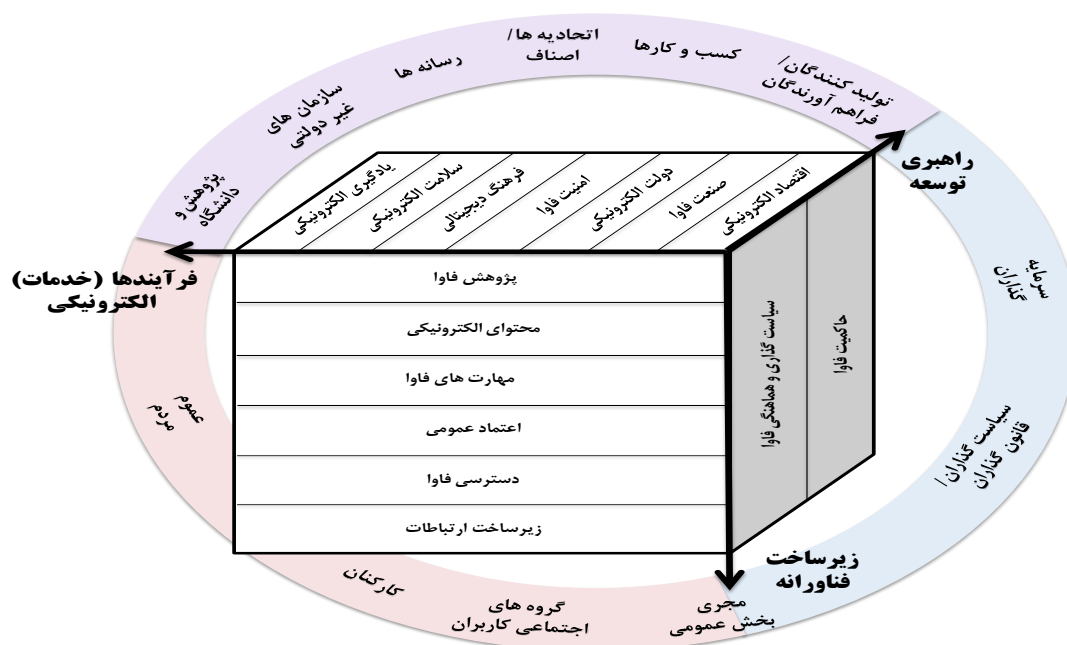 تولید کنندگان/
فراهم آورندگان
کسب و کارها
اتحادیه ها/
اصناف
رسانه ها
سازمان های
غیر دولتی
پژوهش و
دانشگاه
راهبری
توسعه
اقتصاد الکترونیکی
صنعت فاوا
دولت الکترونیکی
امنیت فاوا
فرهنگ دیجیتالی
سلامت الکترونیکی
یادگیری الکترونیکی
فرآیندها (خدمات)
الکترونیکی
پژوهش فاوا
محتوای الکترونیکی
مهارت های فاوا
اعتماد عمومی
دسترسی فاوا
زیرساخت ارتباطات
سیاست گذاری و هماهنگی فاوا
حاکمیت فاوا
سرمایه
گذاران
سیاست گذاران/
قانون گذاران
زیرساخت
فناورانه
مجری
بخش عمومی
گروه های
اجتماعی کاربران
کارکنان
عموم
مردم